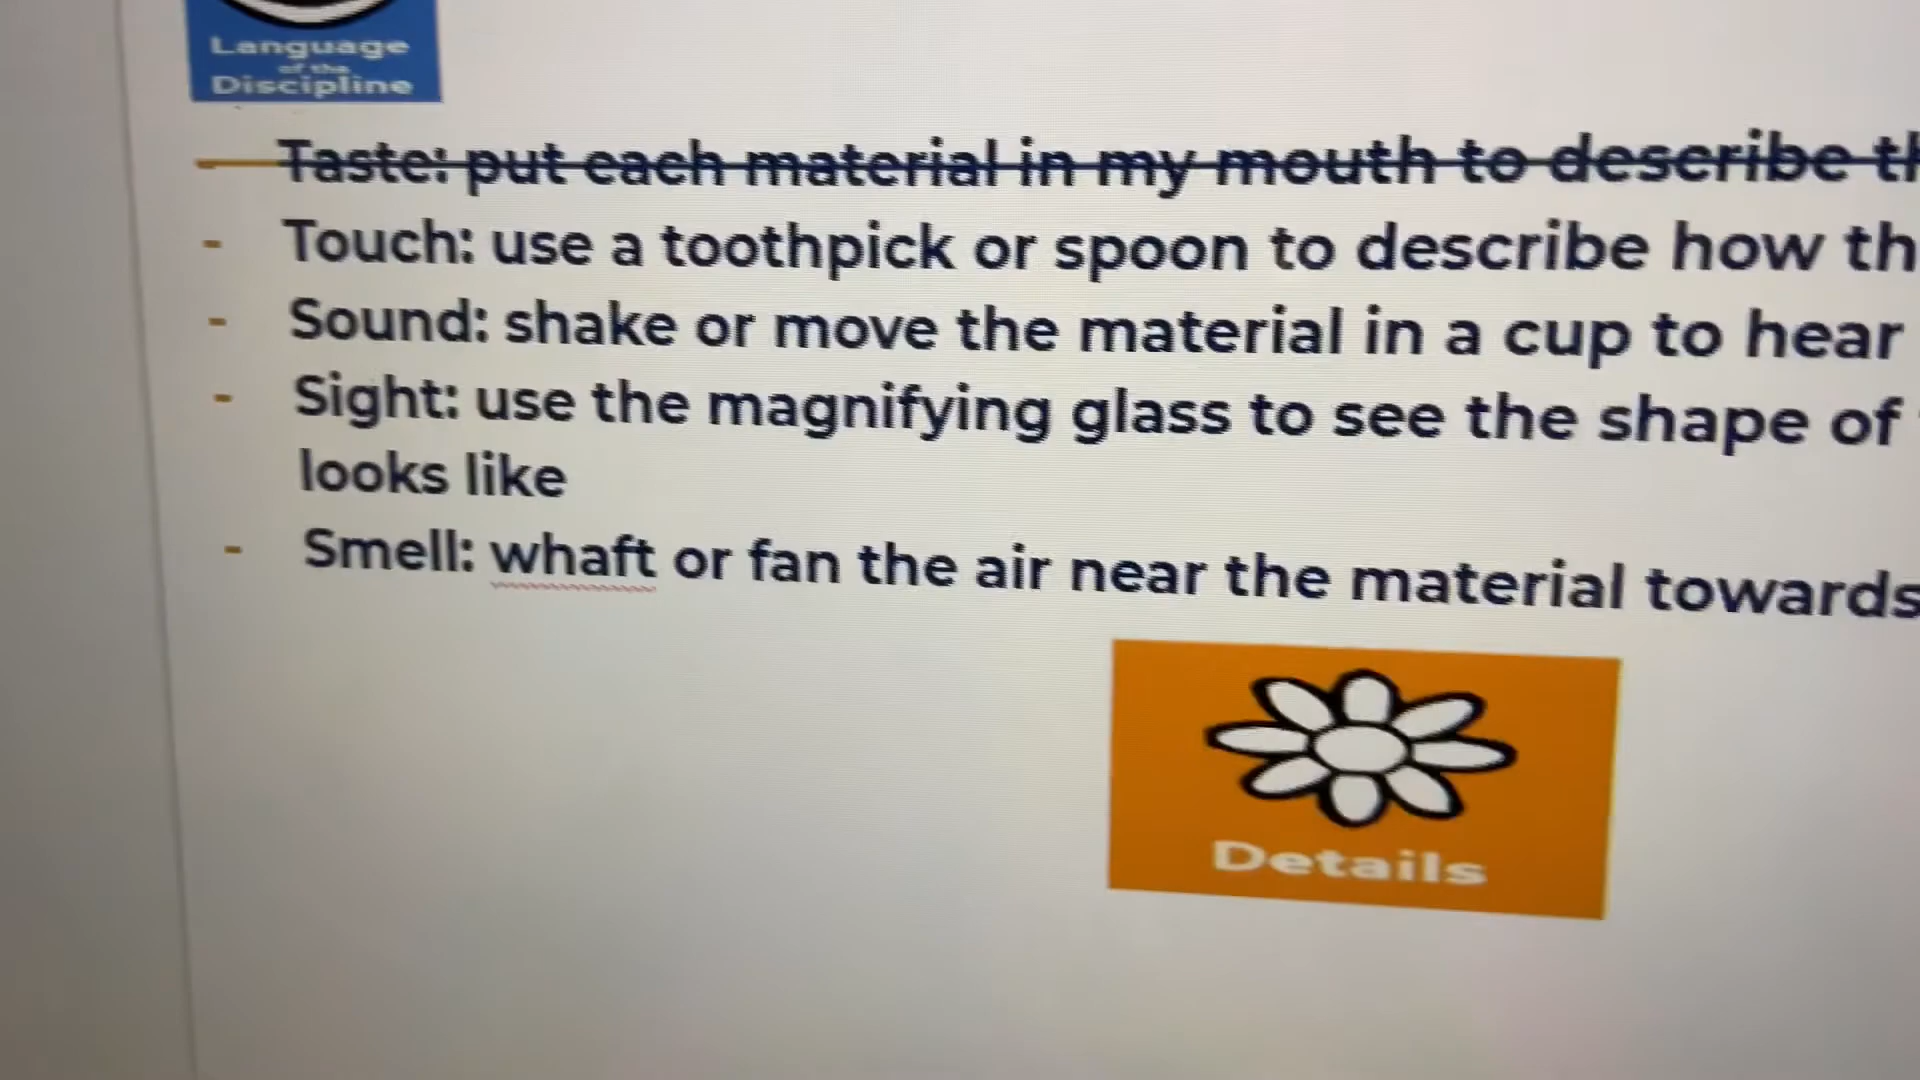 Language
of the
Discipline
- Taste: put each material in my mouth to describe
- Touch: use a toothpick or spoon to describe how
- Sound: shake or move the material in a cup to hear
- Sight: use the magnifying glass to see the shape of
looks like
- Smell: whaft or fan the air near the material towards
Details